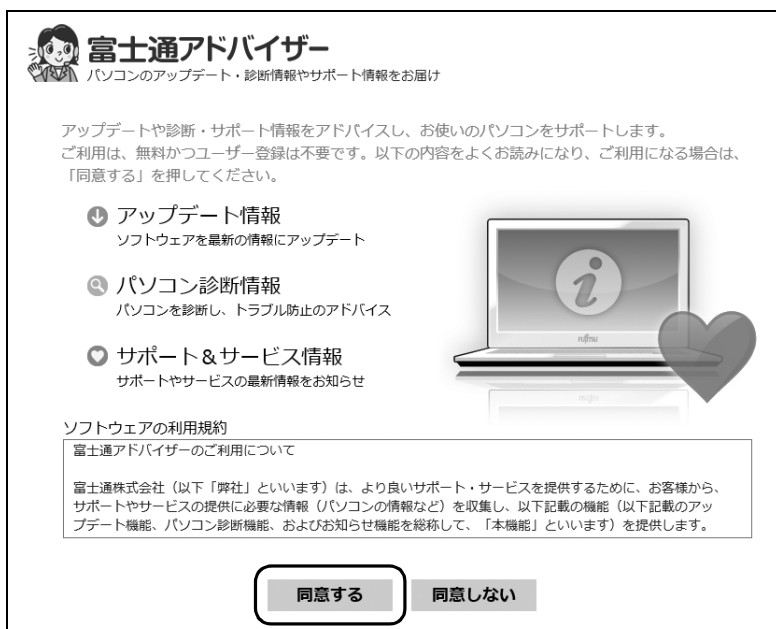 富士通アドバイザー
パソコンのアップデート・診断情報やサポート情報をお届け
アップデートや診断・サポート情報をアドバイスし、お使いのパソコンをサポートします。
ご利用は、無料かつユーザー登録は不要です。以下の内容をよくお読みになり、ご利用になる場合は、
「同意する」を押してください。
アップデート情報
ソフトウェアを最新の情報にアップデート
パソコン診断情報
パソコンを診断し、トラブル防止のアドバイス
サポート&サービス情報
サポートやサービスの最新情報をお知らせ
i
FUJITSU
ソフトウェアの利用規約
富士通アドバイザーのご利用について
富士通株式会社（以下「弊社」といいます）は、より良いサポート・サービスを提供するために、お客様から、
サポートやサービスの提供に必要な情報（パソコンの情報など）を収集し、以下記載の機能（以下記載のアッ
プデート機能、パソコン診断機能、およびお知らせ機能を総称して、「本機能」といいます）を提供します。
同意する
同意しない